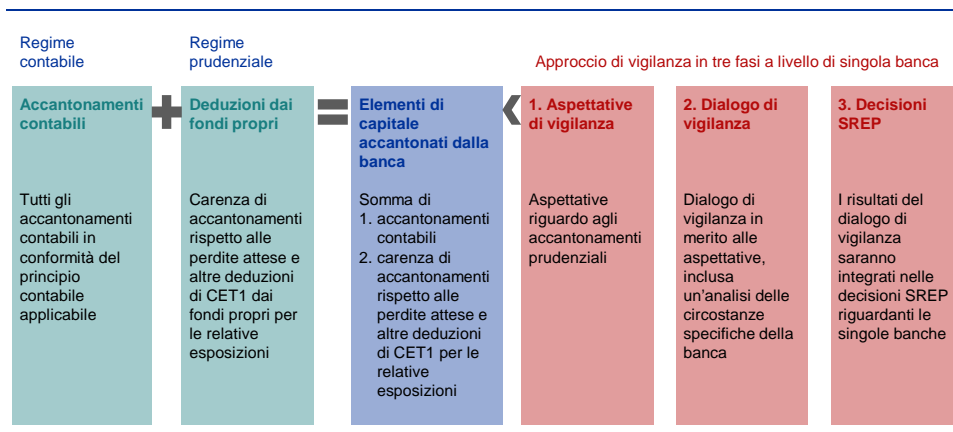 Regime
contabile
Regime
prudenziale
Approccio di vigilanza in tre fasi a livello di singola banca
Accantonamenti
contabili
Tutti gli
accantonamenti
contabili in
conformità del
principio
contabile
applicabile
Deduzioni dai
fondi propri
Carenza di
accantonamenti
rispetto alle
perdite attese e
altre deduzioni
di CET1 dai
fondi propri per
le relative
esposizioni
Elementi di
capitale
accantonati dalla
banca
Somma di
1. accantonamenti
contabili
2. carenza di
accantonamenti
rispetto alle
perdite attese e
altre deduzioni
di CET1 per le
relative
esposizioni
1. Aspettative
di vigilanza
Aspettative
riguardo agli
accantonamenti
prudenziali
2. Dialogo di
vigilanza
Dialogo di
vigilanza in
merito alle
aspettative,
inclusa
un'analisi delle
circostanze
specifiche della
banca
3. Decisioni
SREP
I risultati del
dialogo di
vigilanza
saranno
integrati nelle
decisioni SREP
riguardanti le
singole banche